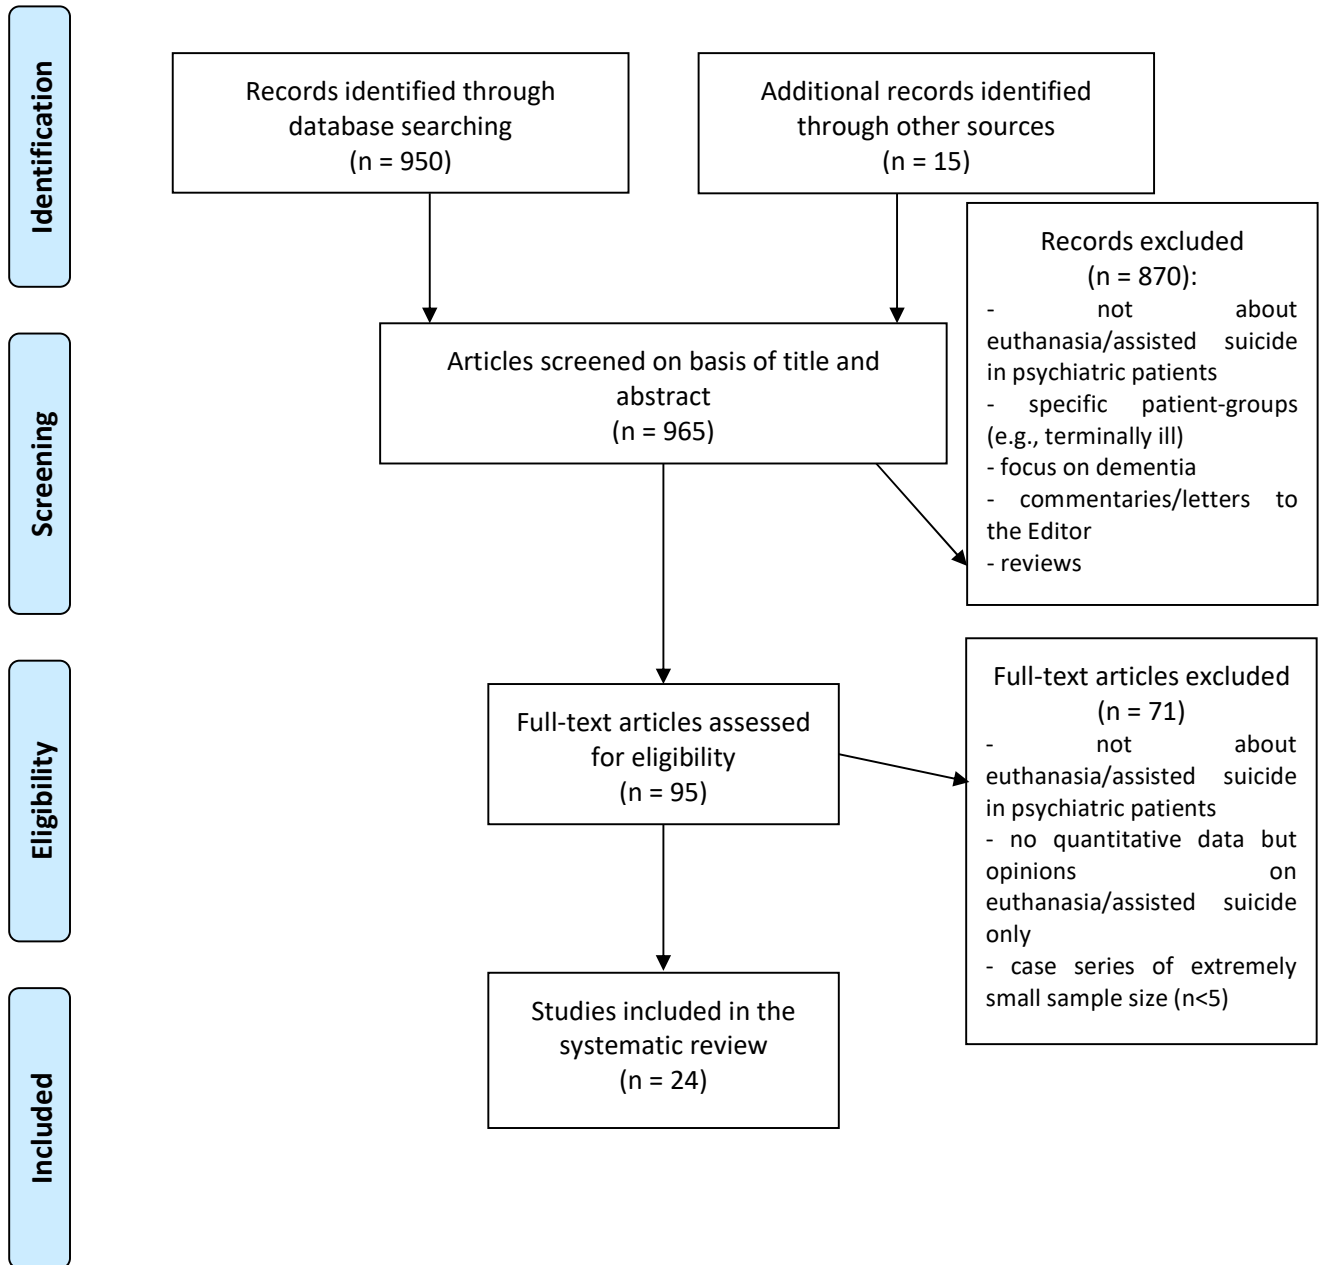 Identification
Records identified through
database searching
(n = 950)
Additional records identified
through other sources
(n = 15)
Records excluded
(n = 870):
- not about
euthanasia/assisted suicide
in psychiatric patients
- specific patient-groups
(e.g., terminally ill)
- focus on dementia
- commentaries/letters to
the Editor
- reviews
Screening
Articles screened on basis of title and
abstract
(n = 965)
Eligibility
Full-text articles assessed
for eligibility
(n = 95)
Full-text articles excluded
(n = 71)
- not about
euthanasia/assisted suicide
in psychiatric patients
- no quantitative data but
opinions on
euthanasia/assisted suicide
only
- case series of extremely
small sample size (n<5)
Included
Studies included in the
systematic review
(n = 24)